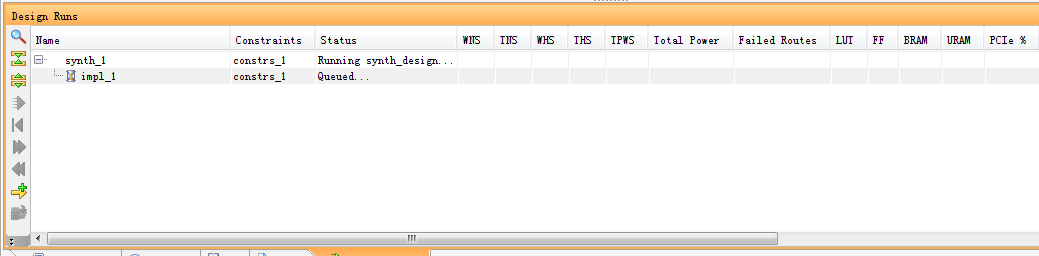 Design Runs
Name Constraints Status WNS TNS WHS THS TPWS Total Power Failed Routes LUT FF BRAM URAM PCIe %
synth_1 constrs_1 Running synth_design...
impl_1 constrs_1 Queued...